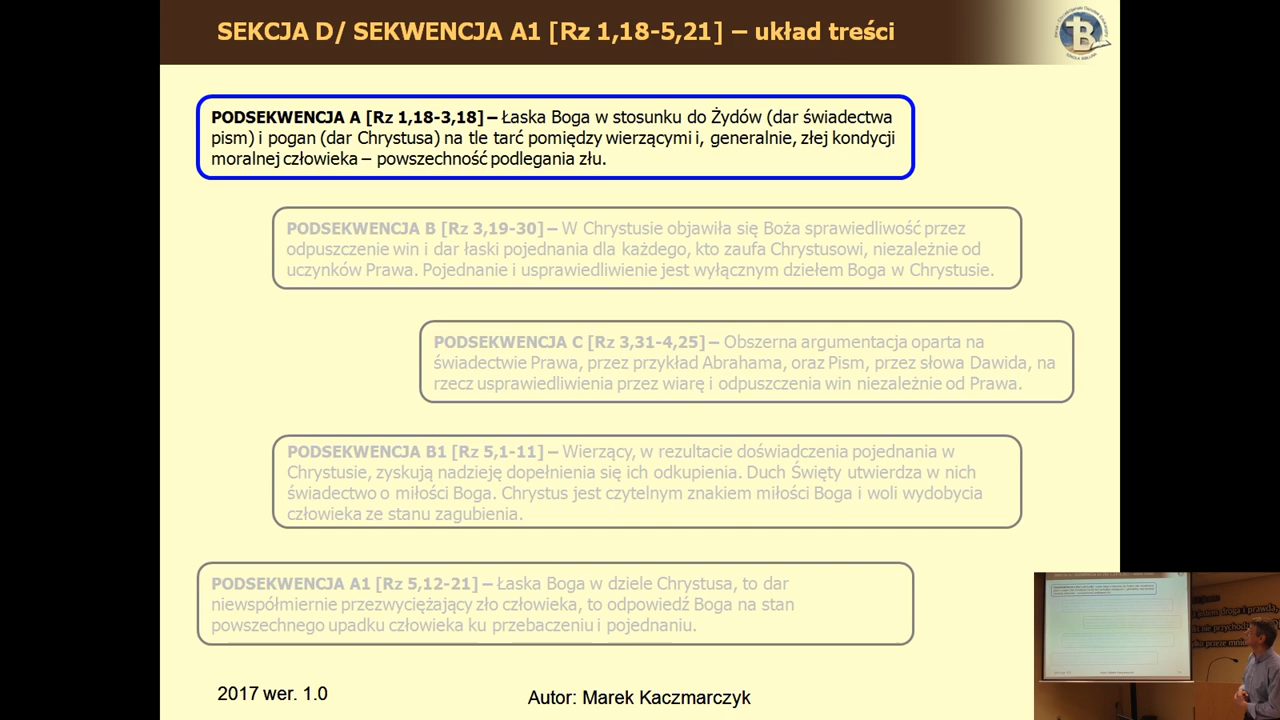 SEKCJA D/ SEKWENCJA A1 [Rz 1,18-5,21] – układ treści
PODSEKWENCJA A [Rz 1,18-3,18] – Łaska Boga w stosunku do Żydów (dar świadectwa
pism) i pogan (dar Chrystusa) na tle tarć pomiędzy wierzącymi i, generalnie, złej kondycji
moralnej człowieka – powszechność podlegania złu.
PODSEKWENCJA B [Rz 3,19-30] – W Chrystusie objawiła się Boża sprawiedliwość przez
odpuszczenie win i dar łaski pojednania dla każdego, kto zaufa Chrystusowi, niezależnie od
uczynków Prawa. Pojednanie i usprawiedliwienie jest wyłącznym dziełem Boga w Chrystusie.
PODSEKWENCJA C [Rz 3,31-4,25] – Obszerna argumentacja oparta na
świadectwie Prawa, przez przykład Abrahama, oraz Pism, przez słowa Dawida, na
rzecz usprawiedliwienia przez wiarę i odpuszczenia win niezależnie od Prawa.
PODSEKWENCJA B1 [Rz 5,1-11] – Wierzący, w rezultacie doświadczenia pojednania w
Chrystusie, zyskują nadzieję dopełnienia się ich odkupienia. Duch Święty utwierdza w nich
świadectwo o miłości Boga. Chrystus jest czytelnym znakiem miłości Boga i woli wydobycia
człowieka ze stanu zagubienia.
PODSEKWENCJA A1 [Rz 5,12-21] – Łaska Boga w dziele Chrystusa, to dar
niewspółmiernie przezwyciężający zło człowieka, to odpowiedź Boga na stan
powszechnego upadku człowieka ku przebaczeniu i pojednaniu.
2017 wer. 1.0
Autor: Marek Kaczmarczyk
droga i prawdą,
nie przychodzi